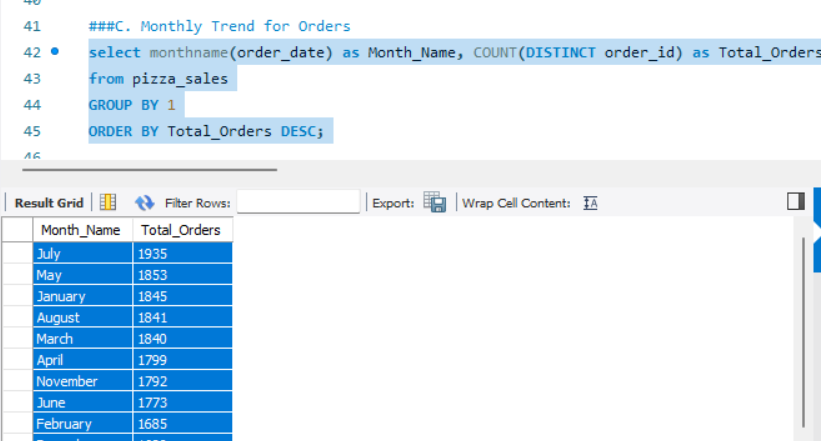 41 ###C. Monthly Trend for Orders
42 select monthname(order_date) as Month_Name, COUNT(DISTINCT order_id) as Total_Orders
43 from pizza_sales
44 GROUP BY 1
45 ORDER BY Total_Orders DESC;
46
Result Grid Filter Rows: Export: Wrap Cell Content: IA
Month_Name Total_Orders
July 1935
May 1853
January 1845
August 1841
March 1840
April 1799
November 1792
June 1773
February 1685